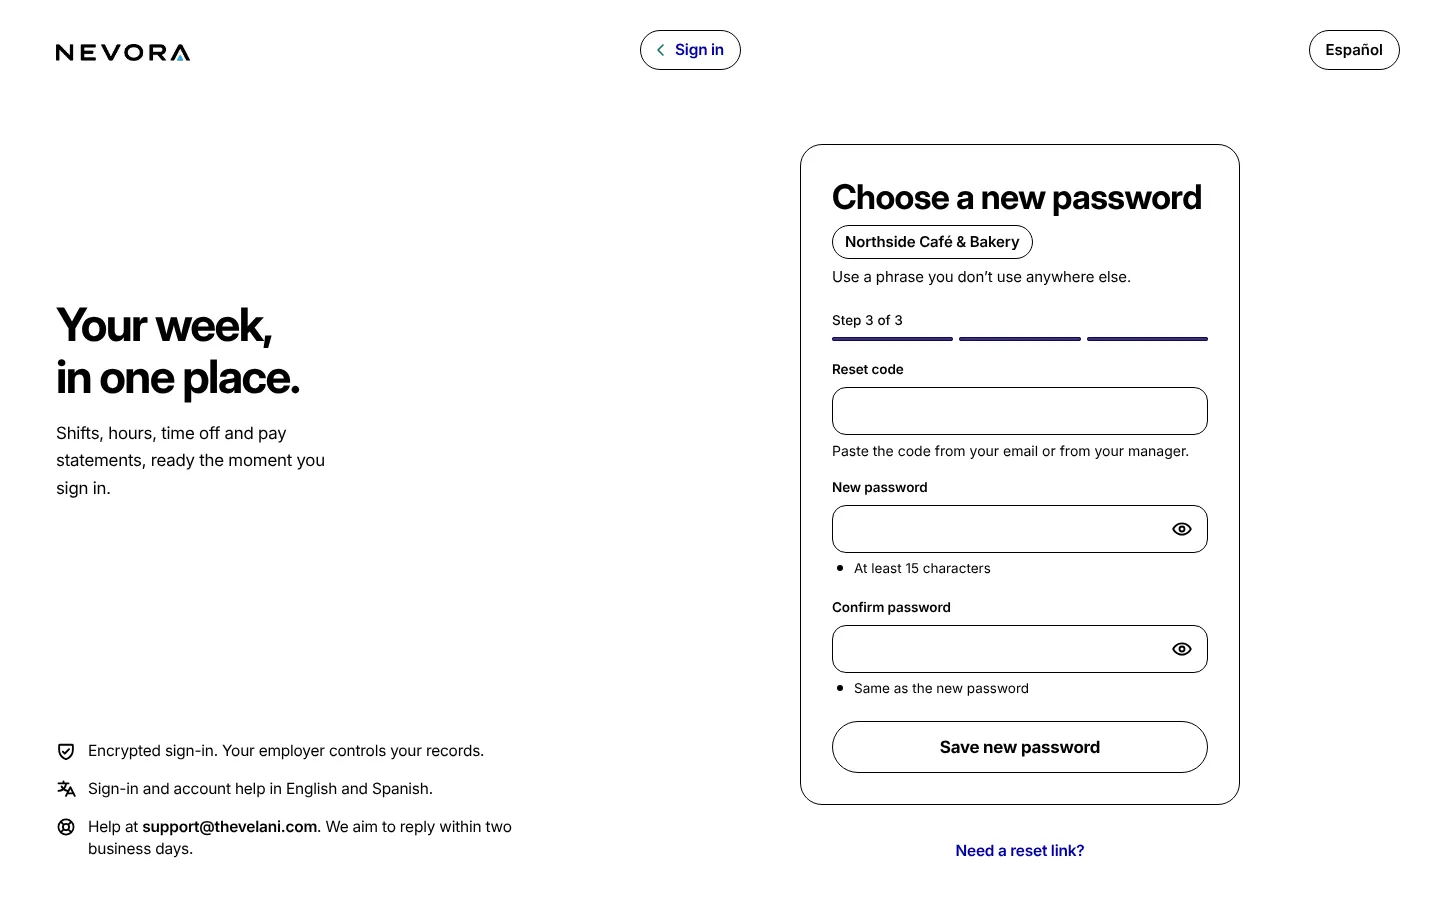 NEVORA
Sign in
Español
Your week,
in one place.
Shifts, hours, time off and pay
statements, ready the moment you
sign in.
Encrypted sign-in. Your employer controls your records.
Sign-in and account help in English and Spanish.
Help at support@thevelani.com. We aim to reply within two
business days.
Choose a new password
Northside Café & Bakery
Use a phrase you don’t use anywhere else.
Step 3 of 3
Reset code
Paste the code from your email or from your manager.
New password
At least 15 characters
Confirm password
Same as the new password
Save new password
Need a reset link?